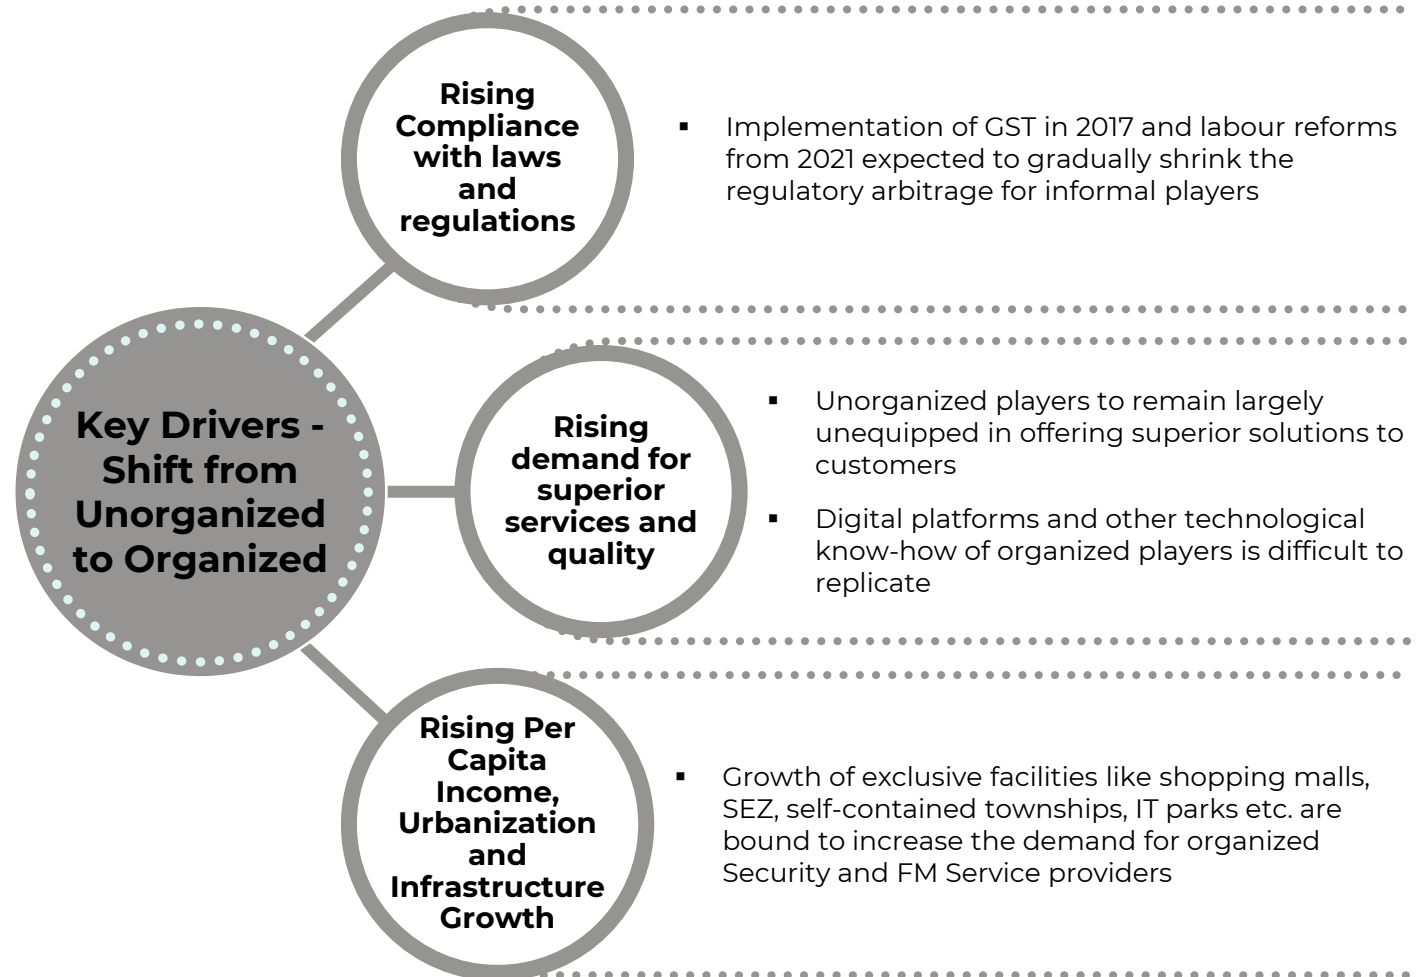 Key Drivers -
Shift from
Unorganized
to Organized
Rising
Compliance
with laws
and
regulations
▪ Implementation of GST in 2017 and labour reforms
from 2021 expected to gradually shrink the
regulatory arbitrage for informal players
Rising
demand for
superior
services and
quality
▪ Unorganized players to remain largely
unequipped in offering superior solutions to
customers
▪ Digital platforms and other technological
know-how of organized players is difficult to
replicate
Rising Per
Capita
Income,
Urbanization
and
Infrastructure
Growth
▪ Growth of exclusive facilities like shopping malls,
SEZ, self-contained townships, IT parks etc. are
bound to increase the demand for organized
Security and FM Service providers